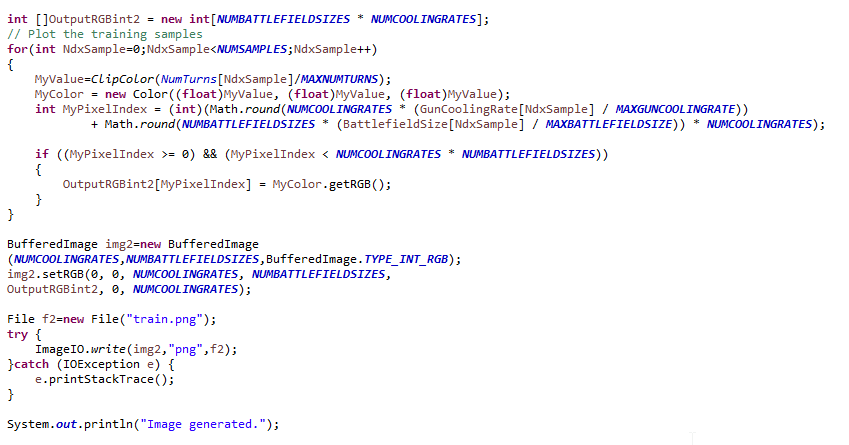 int []OutputRGBint2 = new int[NUMBATTLEFIELDSIZES * NUMCOOLINGRATES];
// Plot the training samples
for(int NdxSample=0;NdxSample<NUMSAMPLES;NdxSample++)
{
    MyValue=ClipColor(NumTurns[NdxSample]/MAXNUMTURNS);
    MyColor = new Color((float)MyValue, (float)MyValue, (float)MyValue);
    int MyPixelIndex = (int)(Math.round(NUMCOOLINGRATES * (GunCoolingRate[NdxSample] / MAXGUNCOOLINGRATE))
            + Math.round(NUMBATTLEFIELDSIZES * (BattlefieldSize[NdxSample] / MAXBATTLEFIELDSIZE)) * NUMCOOLINGRATES);
    if ((MyPixelIndex >= 0) && (MyPixelIndex < NUMCOOLINGRATES * NUMBATTLEFIELDSIZES))
    {
        OutputRGBint2[MyPixelIndex] = MyColor.getRGB();
    }
}
BufferedImage img2=new BufferedImage
(NUMCOOLINGRATES,NUMBATTLEFIELDSIZES,BufferedImage.TYPE_INT_RGB);
img2.setRGB(0, 0, NUMCOOLINGRATES, NUMBATTLEFIELDSIZES,
OutputRGBint2, 0, NUMCOOLINGRATES);
File f2=new File("train.png");
try {
    ImageIO.write(img2,"png",f2);
}catch (IOException e) {
    e.printStackTrace();
}
System.out.println("Image generated.");